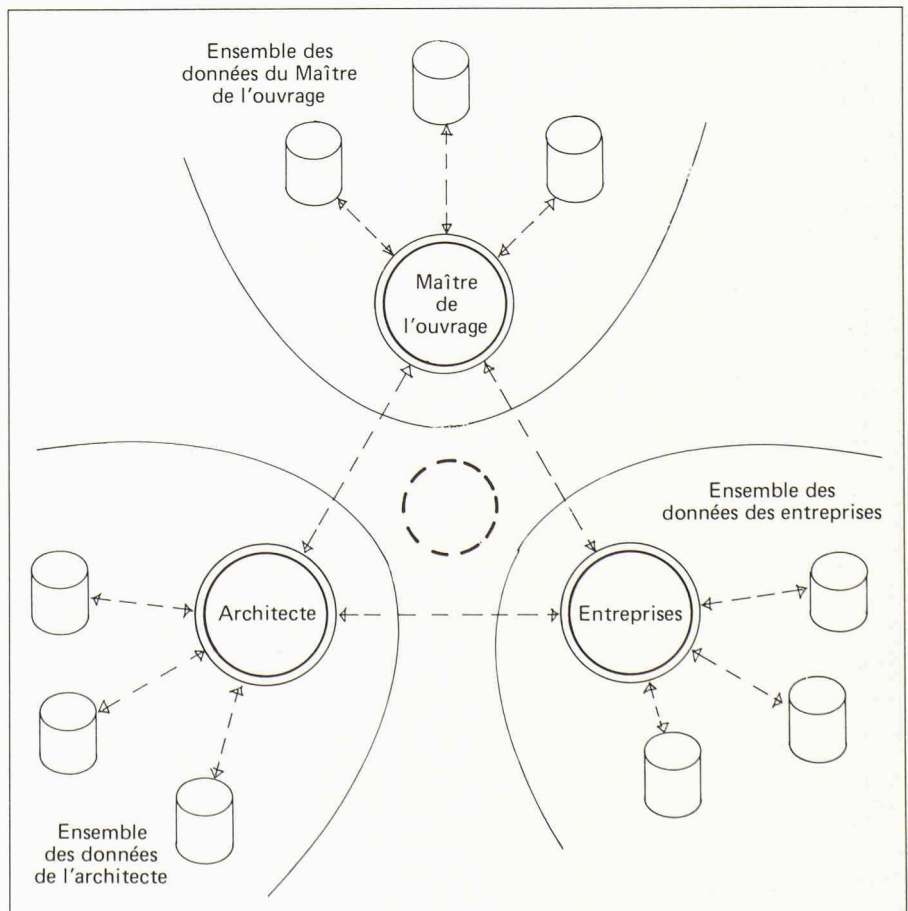 Ensemble des
données du Maître
de l'ouvrage
Maître
de
l'ouvrage
Ensemble des
données des entreprises
Architecte
Entreprises
Ensemble
des données
de l'architecte